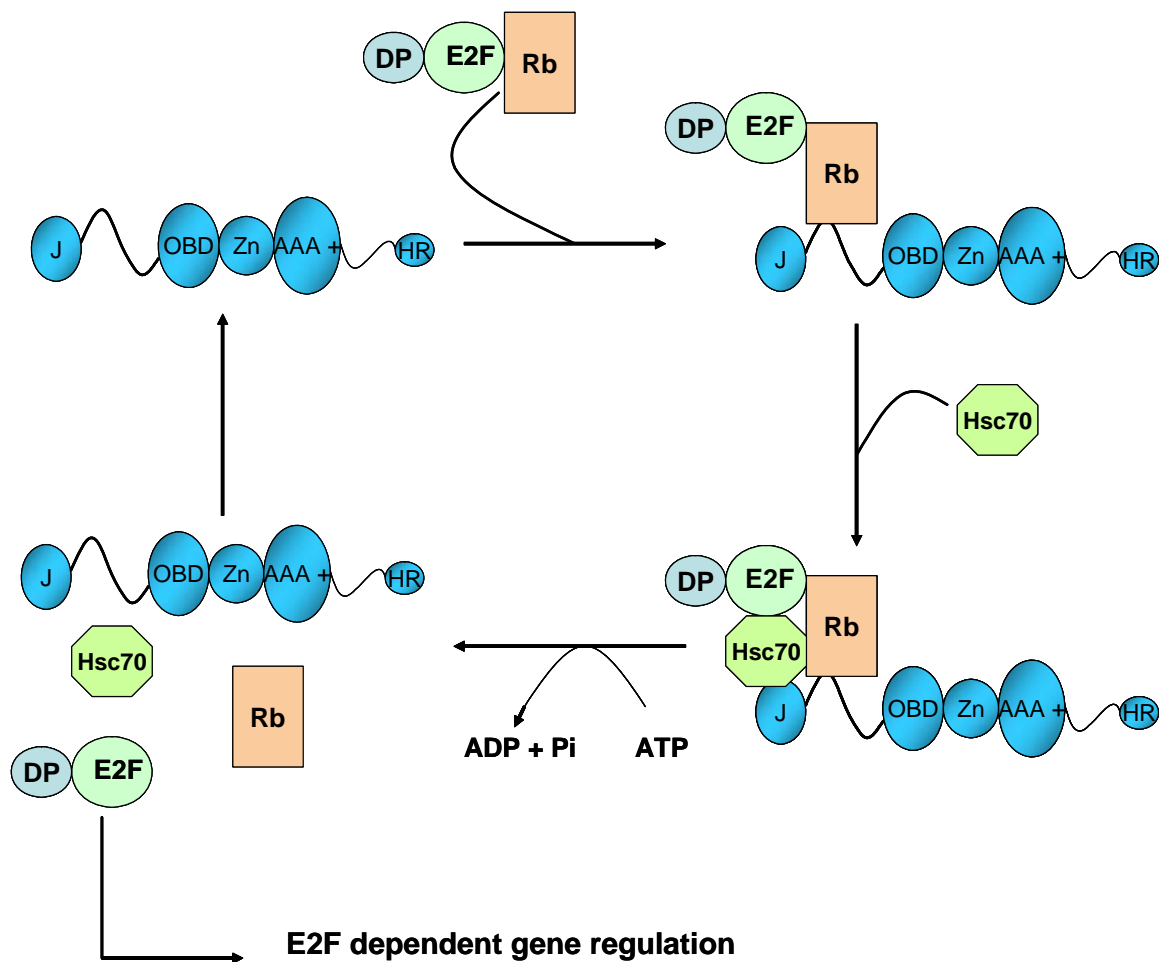 DP E2F Rb
DP E2F Rb
J OBD Zn AAA + HR
J OBD Zn AAA + HR
Hsc70
DP E2F Rb
Hsc70
J OBD Zn AAA + HR
ADP + Pi ATP
J OBD Zn AAA + HR
Hsc70
Rb
DP E2F
E2F dependent gene regulation